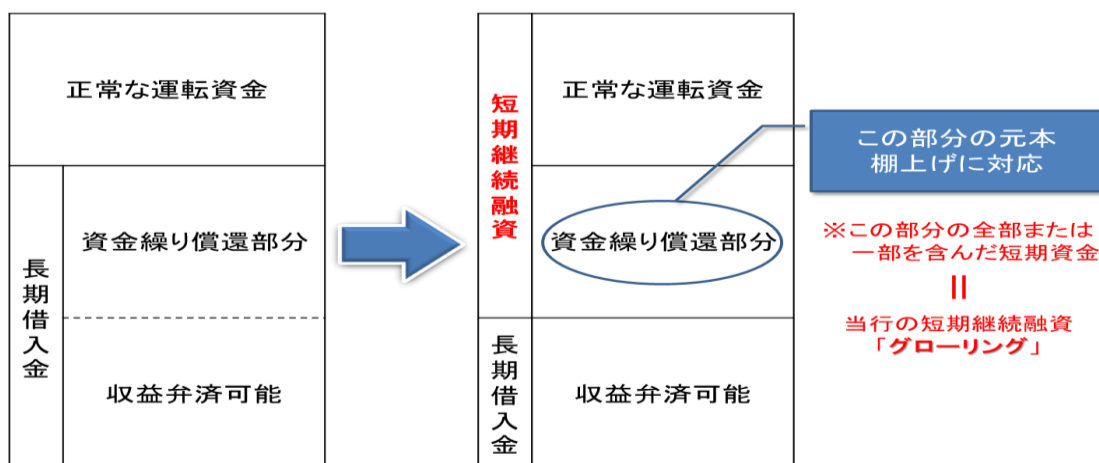 正常な運転資金
長期借入金
資金繰り償還部分
収益弁済可能
短期継続融資
正常な運転資金
資金繰り償還部分
長期借入金
収益弁済可能
この部分の元本
棚上げに対応
※この部分の全部または
一部を含んだ短期資金
||
当行の短期継続融資
「グローリング」